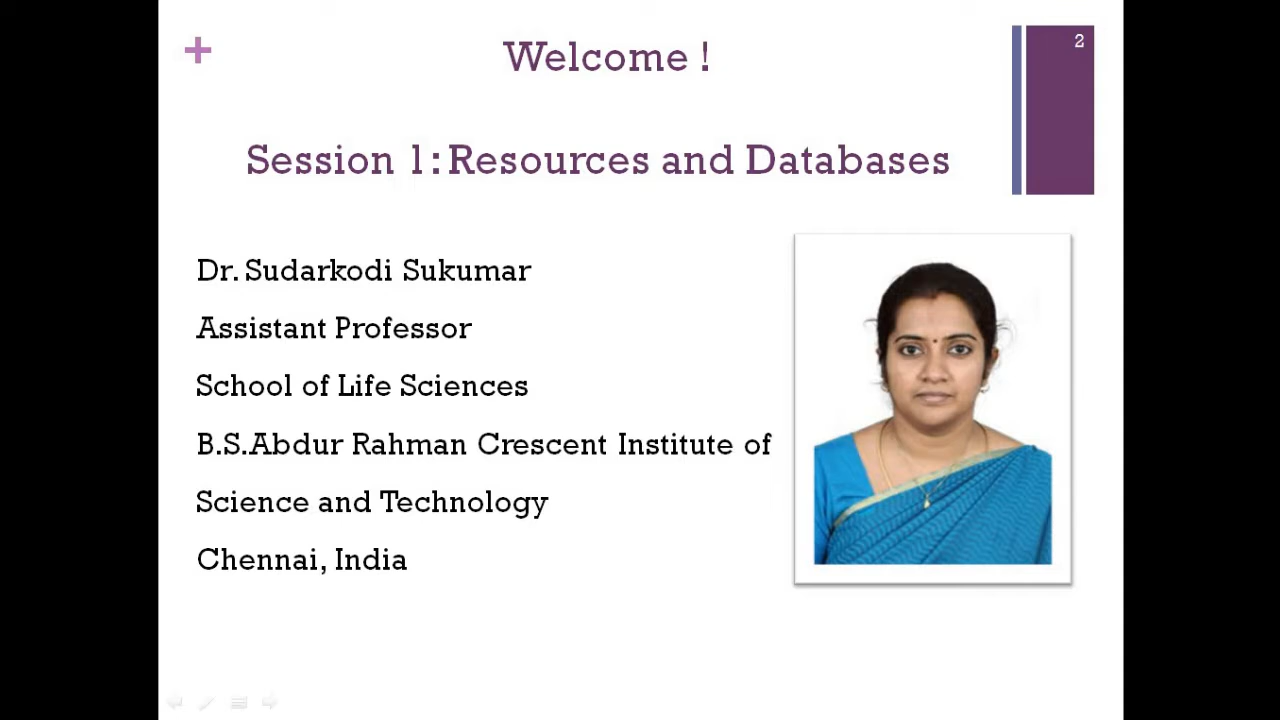 2
Welcome !
Session 1: Resources and Databases
Dr. Sudarkodi Sukumar
Assistant Professor
School of Life Sciences
B.S.Abdur Rahman Crescent Institute of
Science and Technology
Chennai, India